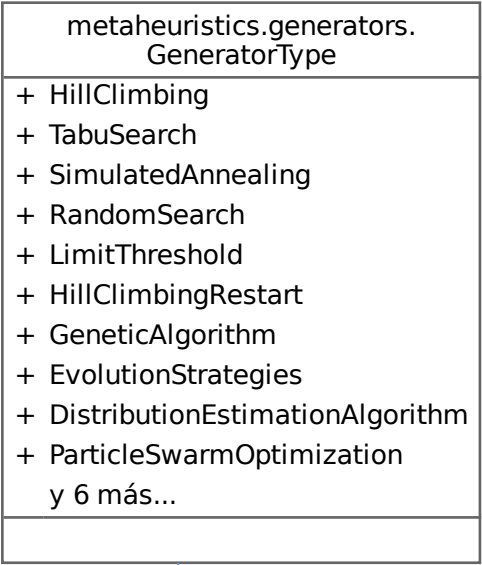 metaheuristics.generators.
GeneratorType
+ HillClimbing
+ TabuSearch
+ SimulatedAnnealing
+ RandomSearch
+ LimitThreshold
+ HillClimbingRestart
+ GeneticAlgorithm
+ EvolutionStrategies
+ DistributionEstimationAlgorithm
+ ParticleSwarmOptimization
y 6 más...